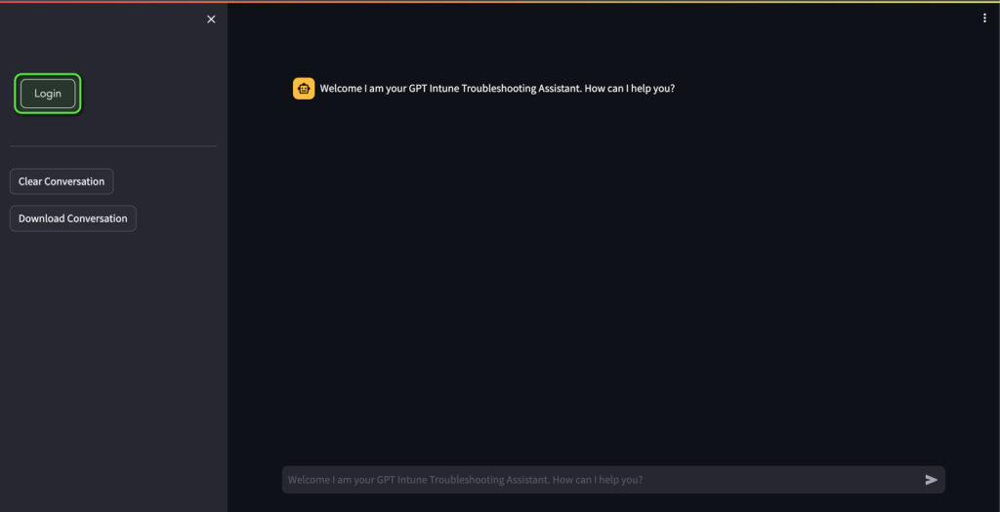 Login
Clear Conversation
Download Conversation
Welcome I am your GPT Intune Troubleshooting Assistant. How can I help you?
Welcome I am your GPT Intune Troubleshooting Assistant. How can I help you?